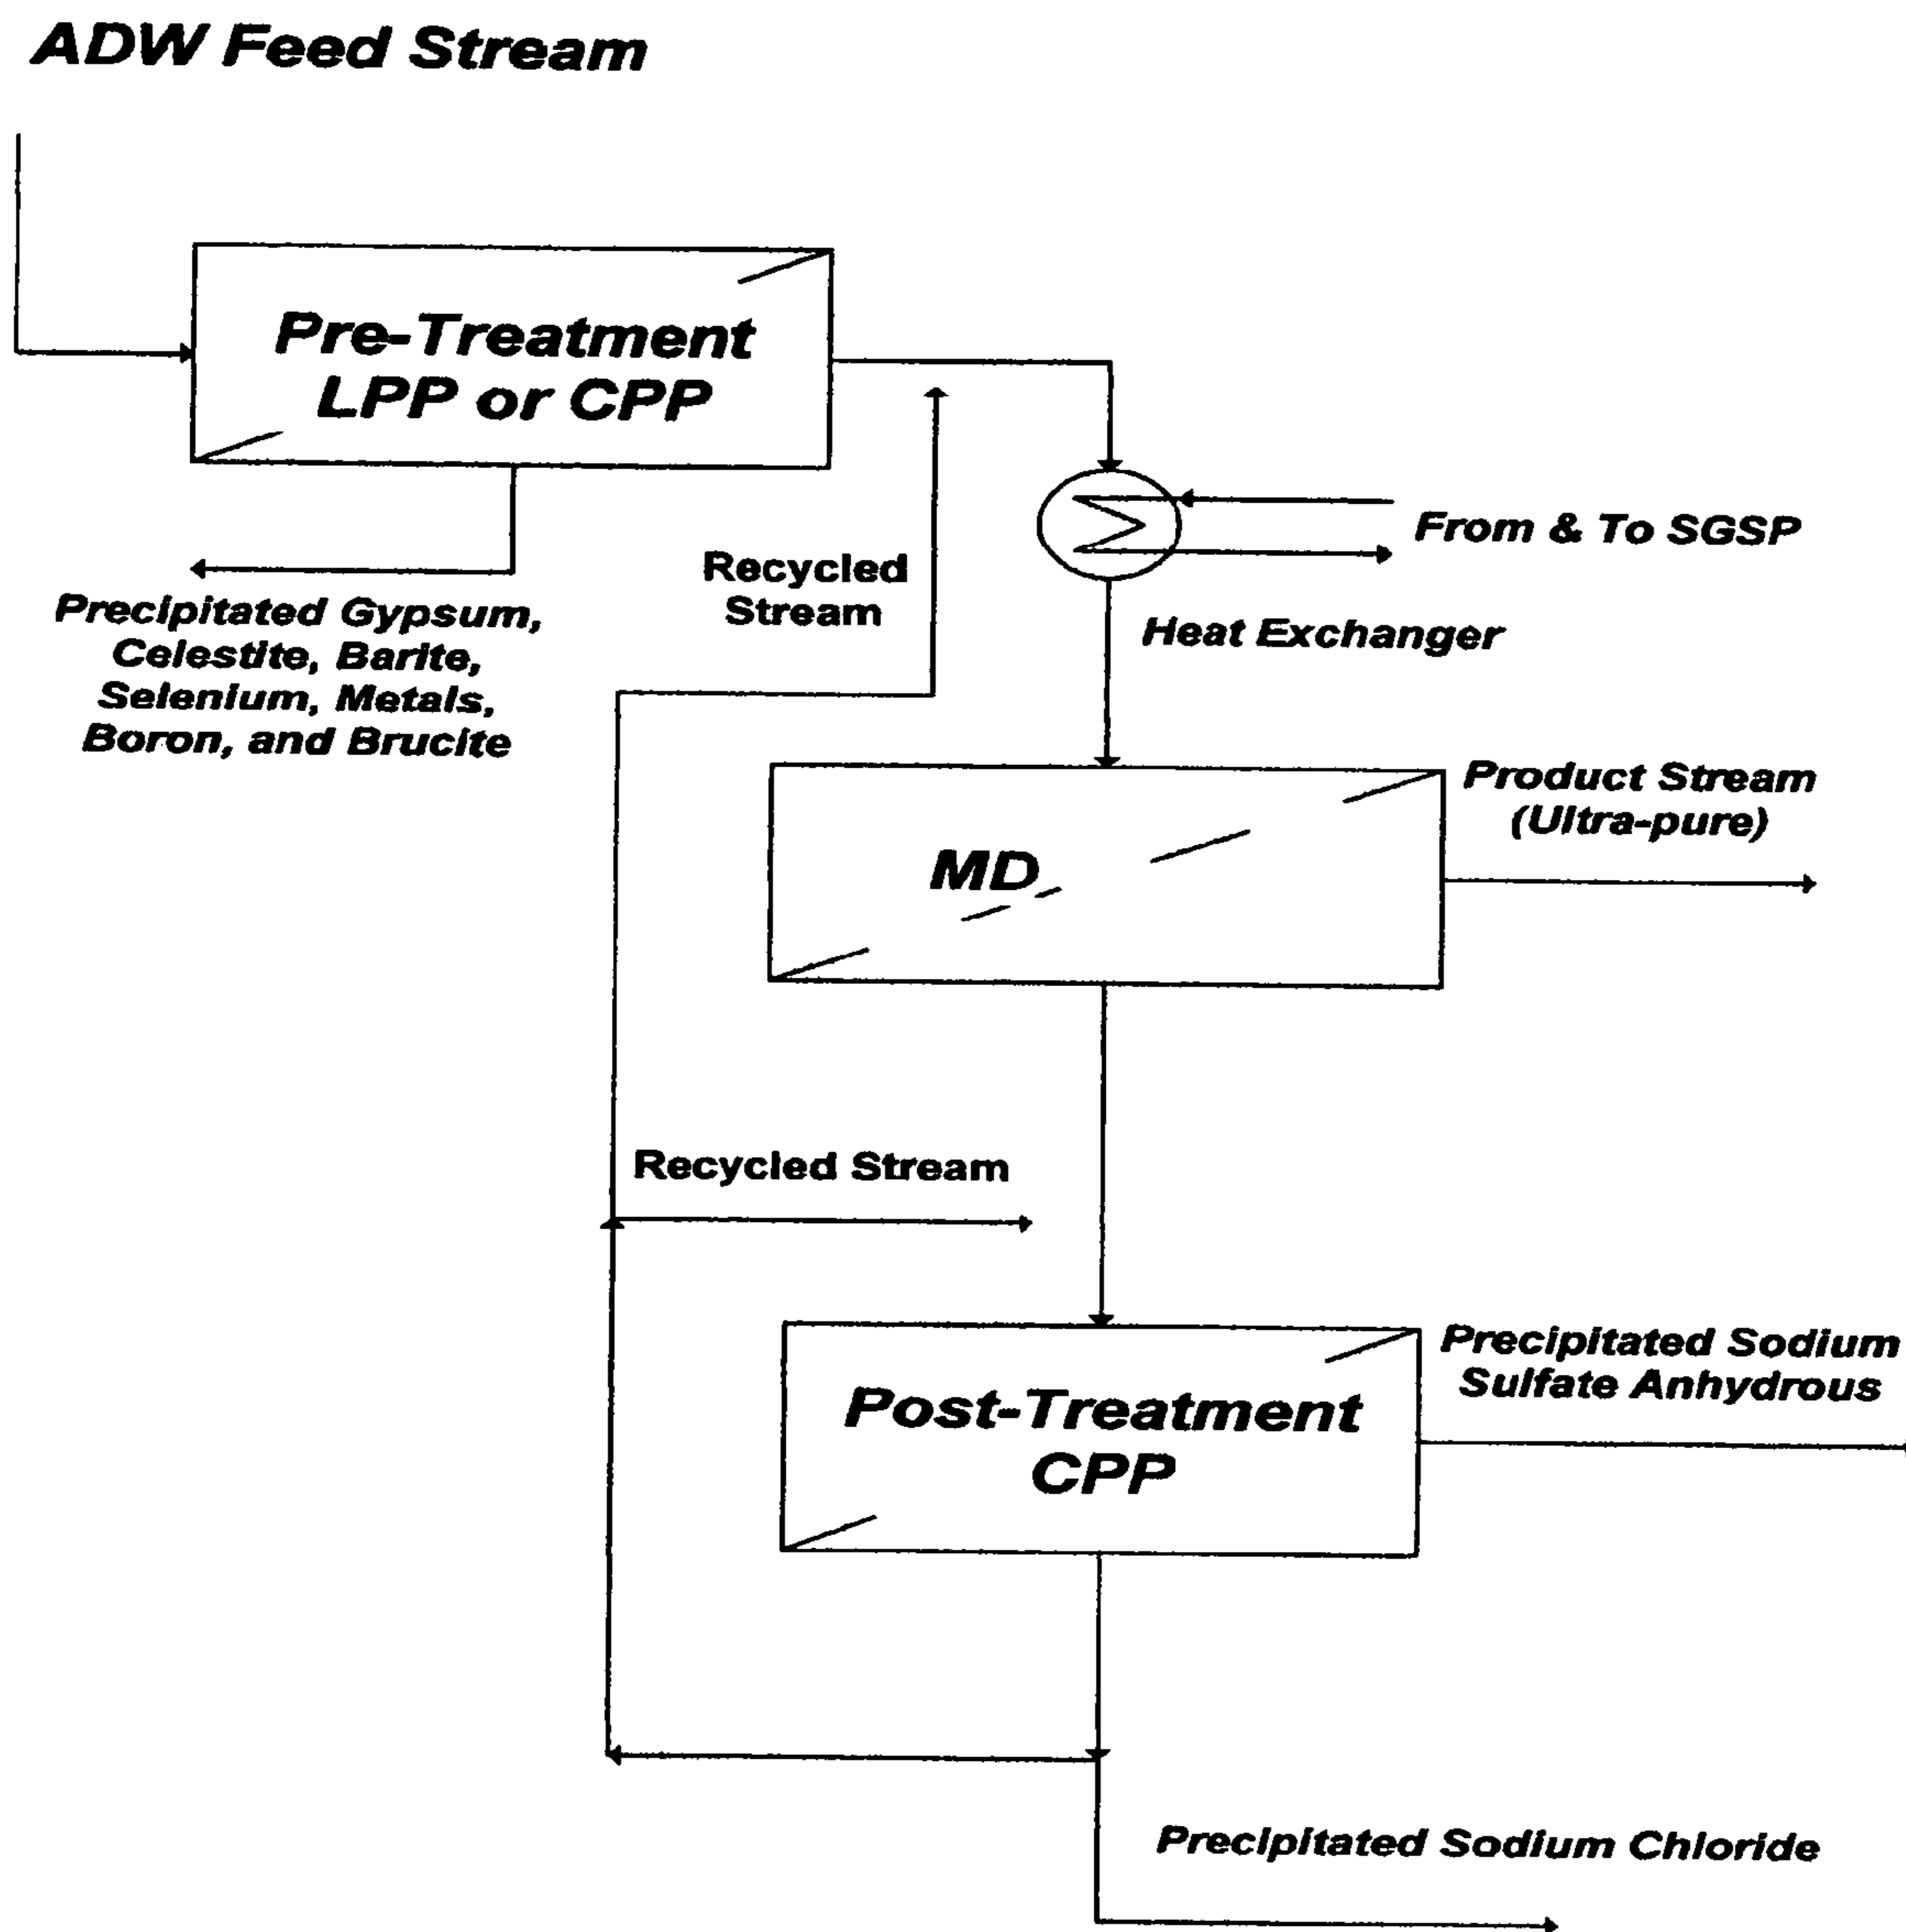 ADW Feed Stream
Pre-Treatment
LPP or CPP
From & To SGSP
Recycled
Stream
Precipitated Gypsum,
Celestite, Barite,
Selenium, Metals,
Boron, and Brucite
Heat Exchanger
Product Stream
(Ultra-pure)
MD
Recycled Stream
Precipitated Sodium
Sulfate Anhydrous
Post-Treatment
CPP
Precipitated Sodium Chloride